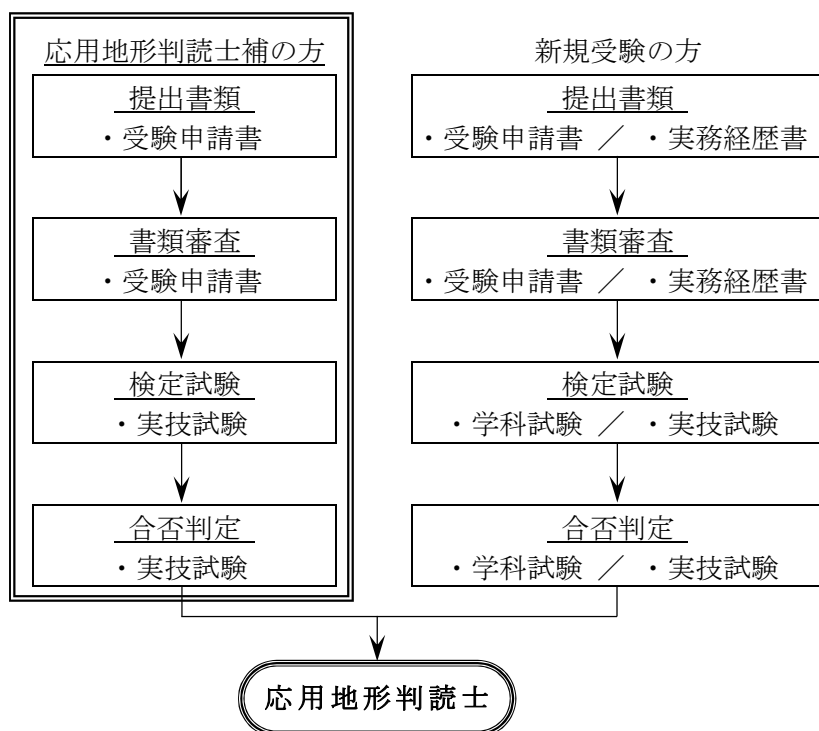 応用地形判読士補の方
提出書類
・受験申請書
書類審査
・受験申請書
検定試験
・実技試験
合否判定
・実技試験
新規受験の方
提出書類
・受験申請書 ／ ・実務経歴書
書類審査
・受験申請書 ／ ・実務経歴書
検定試験
・学科試験 ／ ・実技試験
合否判定
・学科試験 ／ ・実技試験
応用地形判読士